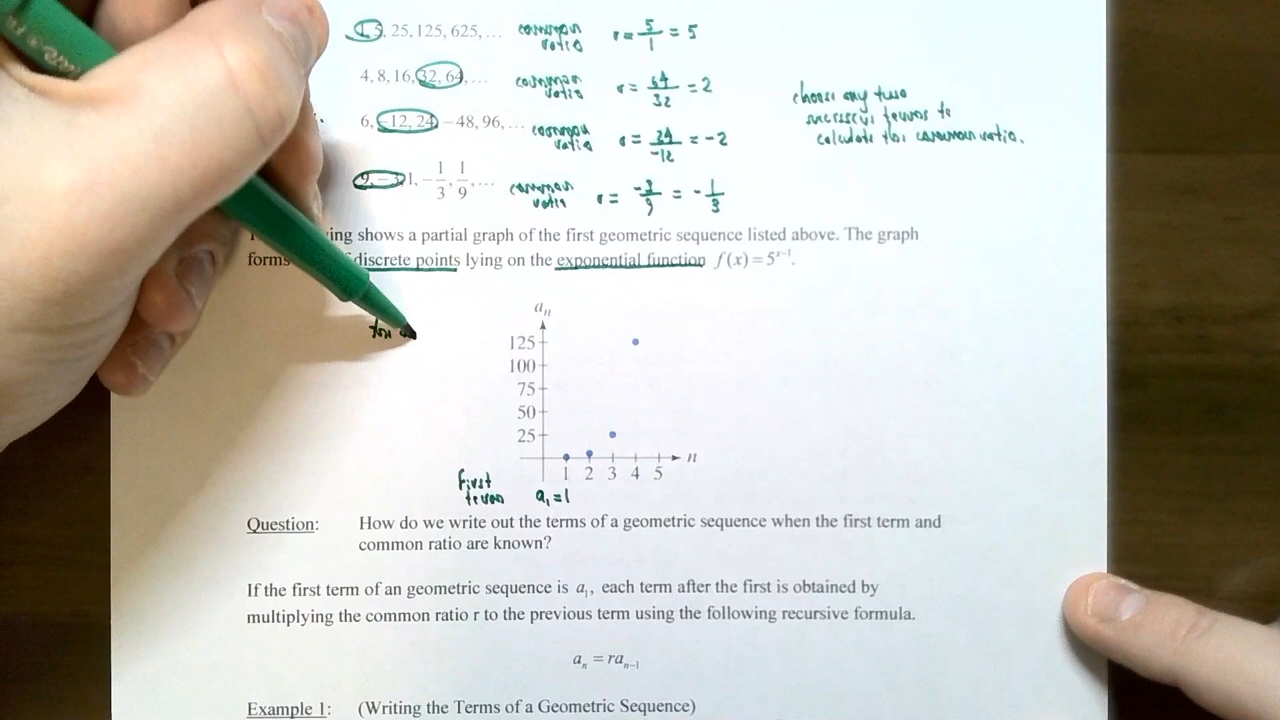 1, 5, 25, 125, 625, … common ratio r = 5/1 = 5
4, 8, 16, 32, 64, … common ratio r = 64/32 = 2
6, −12, 24, −48, 96, … common ratio r = 24/−12 = −2
9, −3, 1, −1/3, 1/9, … common ratio r = −3/9 = −1/3
choose any two
successive terms to
calculate the common ratio.
ing shows a partial graph of the first geometric sequence listed above. The graph
forms discrete points lying on the exponential function f(x) = 5^{x−1}.
a_n
the
125
100
75
50
25
n
1 2 3 4 5
first
term a₁ = 1
Question: How do we write out the terms of a geometric sequence when the first term and
common ratio are known?
If the first term of an geometric sequence is a₁, each term after the first is obtained by
multiplying the common ratio r to the previous term using the following recursive formula.
a_n = ra_{n−1}
Example 1: (Writing the Terms of a Geometric Sequence)